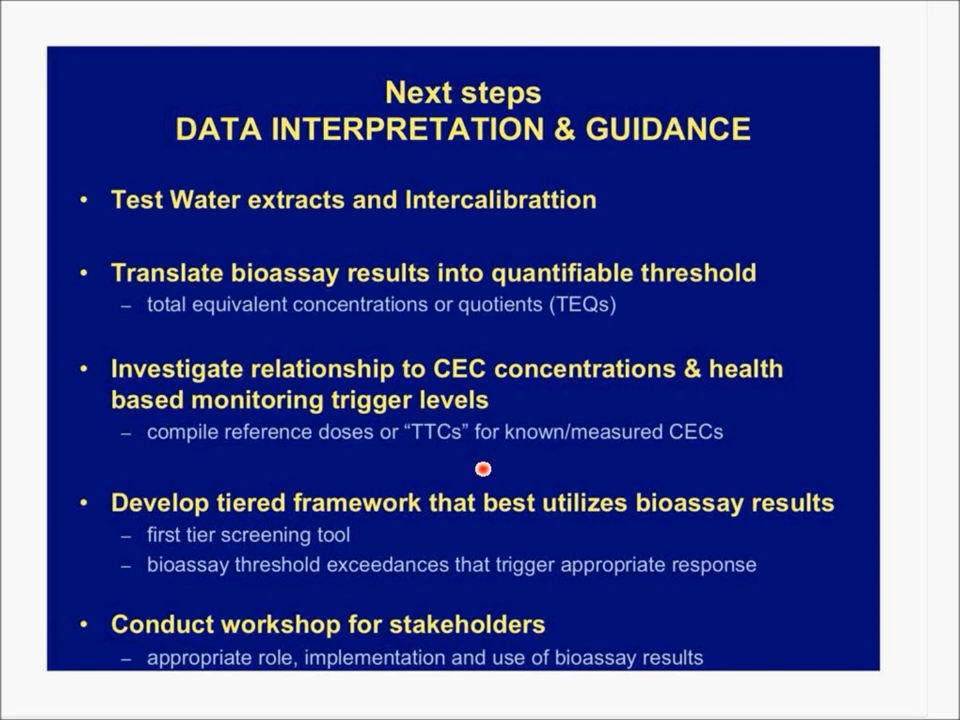 Next steps
DATA INTERPRETATION & GUIDANCE
• Test Water extracts and Intercalibrattion
• Translate bioassay results into quantifiable threshold
– total equivalent concentrations or quotients (TEQs)
• Investigate relationship to CEC concentrations & health
based monitoring trigger levels
– compile reference doses or “TTCs” for known/measured CECs
• Develop tiered framework that best utilizes bioassay results
– first tier screening tool
– bioassay threshold exceedances that trigger appropriate response
• Conduct workshop for stakeholders
– appropriate role, implementation and use of bioassay results